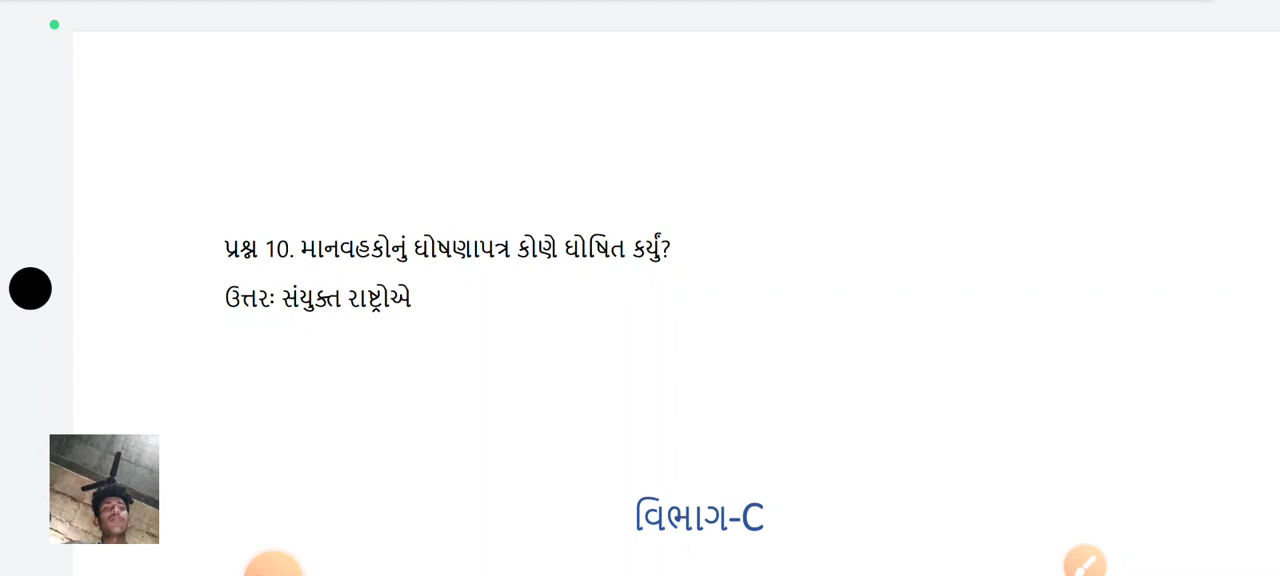 પ્રશ્ન 10. માનવહકોનું ઘોષણાપત્ર કોણે ઘોષિત કર્યું?
ઉત્તરઃ સંયુક્ત રાષ્ટ્રોએ
વિભાગ-C